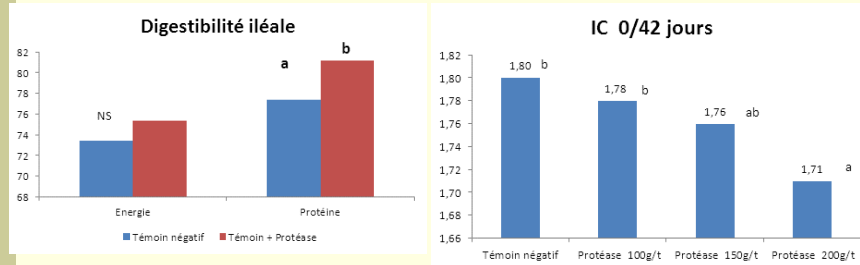 Digestibilité iléale
82
80
78
76
74
72
70
68
NS
a
b
Energie
Protéine
Témoin négatif
Témoin + Protéase
IC 0/42 jours
1,82
1,80
1,78
1,76
1,74
1,72
1,70
1,68
1,66
1,80 b
1,78 b
1,76 ab
1,71 a
Témoin négatif
Protéase 100g/t
Protéase 150g/t
Protéase 200g/t